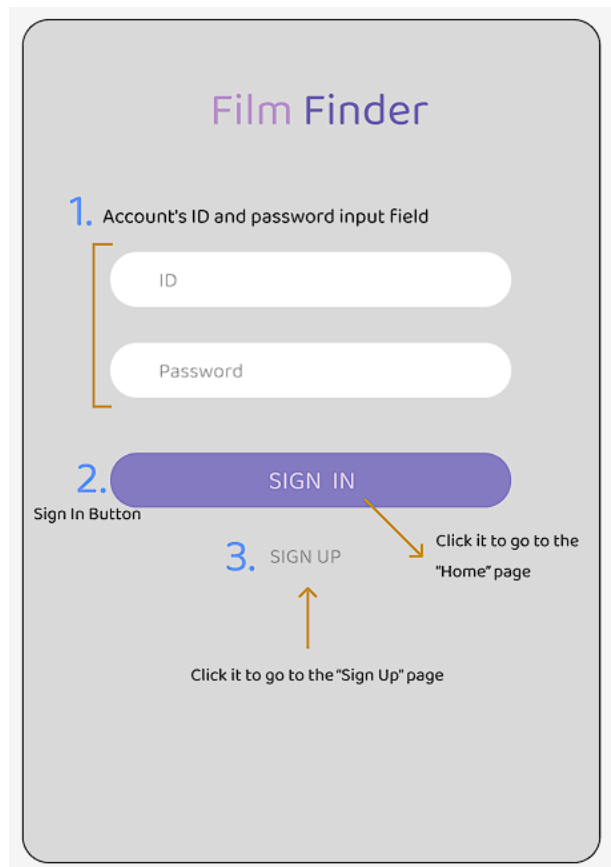 Film Finder
1. Account's ID and password input field
ID
Password
2. SIGN IN
Sign In Button
Click it to go to the
"Home" page
3. SIGN UP
Click it to go to the "Sign Up" page